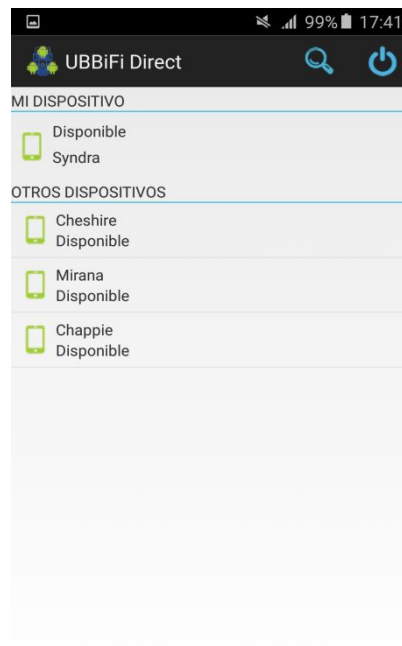 99% 17:41
UBBiFi Direct
MI DISPOSITIVO
Disponible
Syndra
OTROS DISPOSITIVOS
Cheshire
Disponible
Mirana
Disponible
Chappie
Disponible